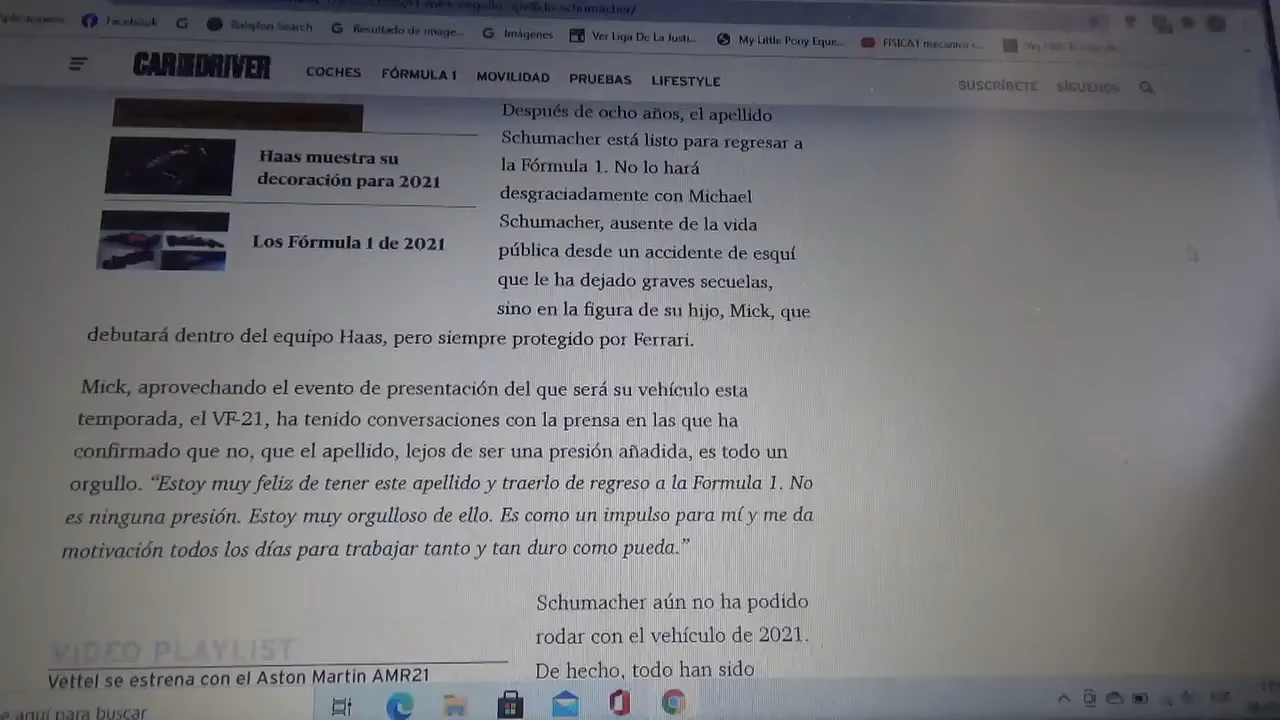 apellido-schumacher/
Facebook
Babylon Search
Resultado de image...
Imágenes
Ver Liga De La Justi...
My Little Pony Eque...
FISICA1 mecanica c...
CAR AND DRIVER
COCHES
FÓRMULA 1
MOVILIDAD
PRUEBAS
LIFESTYLE
SUSCRÍBETE
SÍGUENOS
Haas muestra su
decoración para 2021
Los Fórmula 1 de 2021
Después de ocho años, el apellido
Schumacher está listo para regresar a
la Fórmula 1. No lo hará
desgraciadamente con Michael
Schumacher, ausente de la vida
pública desde un accidente de esquí
que le ha dejado graves secuelas,
sino en la figura de su hijo, Mick, que
debutará dentro del equipo Haas, pero siempre protegido por Ferrari.
Mick, aprovechando el evento de presentación del que será su vehículo esta
temporada, el VF-21, ha tenido conversaciones con la prensa en las que ha
confirmado que no, que el apellido, lejos de ser una presión añadida, es todo un
orgullo. “Estoy muy feliz de tener este apellido y traerlo de regreso a la Formula 1. No
es ninguna presión. Estoy muy orgulloso de ello. Es como un impulso para mí y me da
motivación todos los días para trabajar tanto y tan duro como pueda.”
Schumacher aún no ha podido
rodar con el vehículo de 2021.
De hecho, todo han sido
VIDEO PLAYLIST
Vettel se estrena con el Aston Martin AMR21
e aquí para buscar